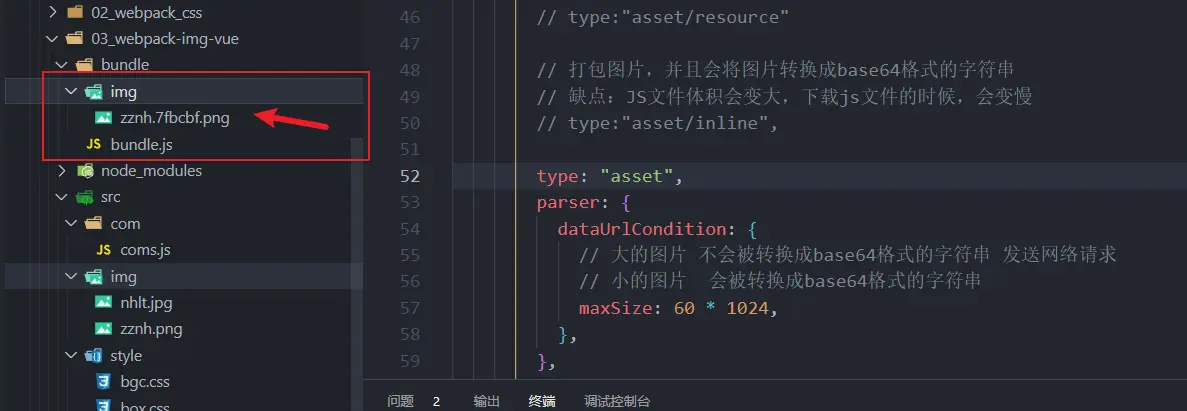 02_webpack_css
03_webpack-img-vue
bundle
img
zznh.7fbcbf.png
JS bundle.js
node_modules
src
com
JS coms.js
img
nhlt.jpg
zznh.png
style
bgc.css
box.css
46 // type:"asset/resource"
47
48 // 打包图片，并且会将图片转换成base64格式的字符串
49 // 缺点：JS文件体积会变大，下载js文件的时候，会变慢
50 // type:"asset/inline",
51
52 type: "asset",
53 parser: {
54 dataUrlCondition: {
55 // 大的图片 不会被转换成base64格式的字符串 发送网络请求
56 // 小的图片  会被转换成base64格式的字符串
57 maxSize: 60 * 1024,
58 },
59 },
问题 2 输出 终端 调试控制台